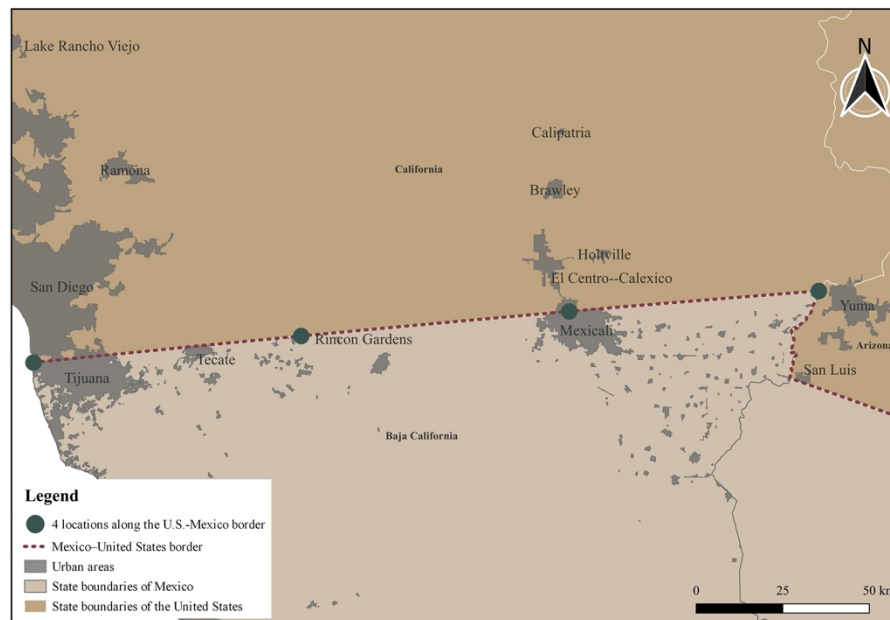 N
Lake Rancho Viejo
Calipatria
Ramona
California
Brawley
Holtville
El Centro--Calexico
San Diego
Yuma
Rincon Gardens
Mexicali
Tecate
Arizona
Tijuana
San Luis
Baja California
Legend
4 locations along the U.S.-Mexico border
Mexico–United States border
Urban areas
State boundaries of Mexico
State boundaries of the United States
0 25 50 km